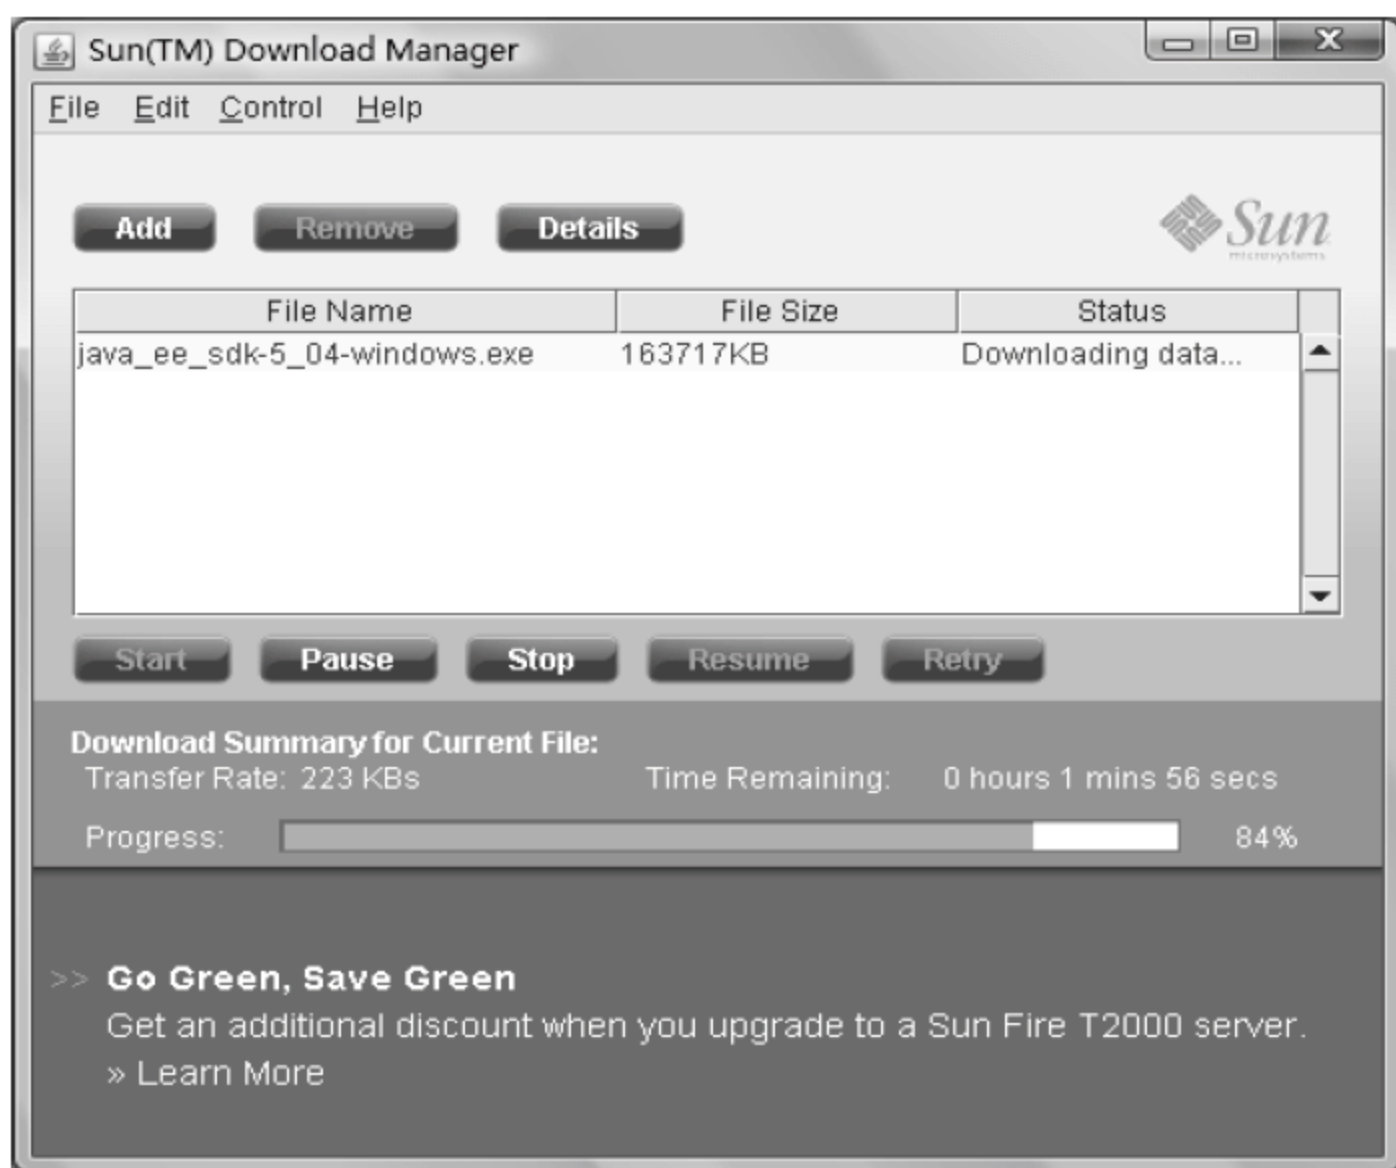 Sun(TM) Download Manager
File Edit Control Help
Add Remove Details
Sun
microsystems
File Name File Size Status
java_ee_sdk-5_04-windows.exe 163717KB Downloading data...
Start Pause Stop Resume Retry
Download Summary for Current File:
Transfer Rate: 223 KBs Time Remaining: 0 hours 1 mins 56 secs
Progress: 84%
>> Go Green, Save Green
Get an additional discount when you upgrade to a Sun Fire T2000 server.
» Learn More